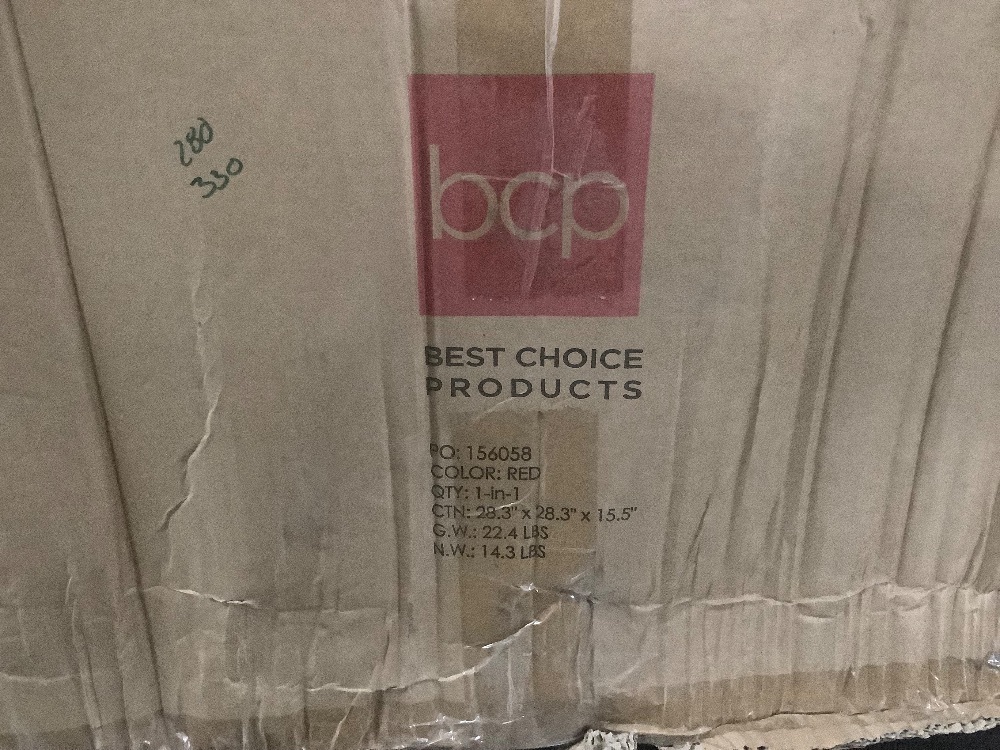 280
330
bcp
BEST CHOICE
PRODUCTS
PO: 156058
COLOR: RED
QTY: 1-in-1
CTN: 28.3" x 28.3" x 15.5"
G.W.: 22.4 LBS
N.W.: 14.3 LBS